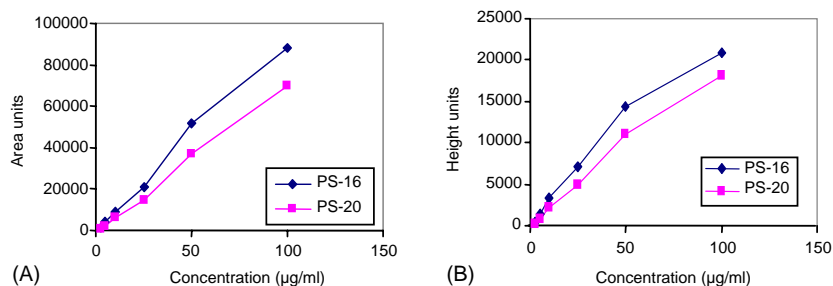 100000
80000
60000
40000
20000
0
Area units
0
50
100
150
Concentration (µg/ml)
PS-16
PS-20
(A)
25000
20000
15000
10000
5000
0
Height units
0
50
100
150
Concentration (µg/ml)
PS-16
PS-20
(B)